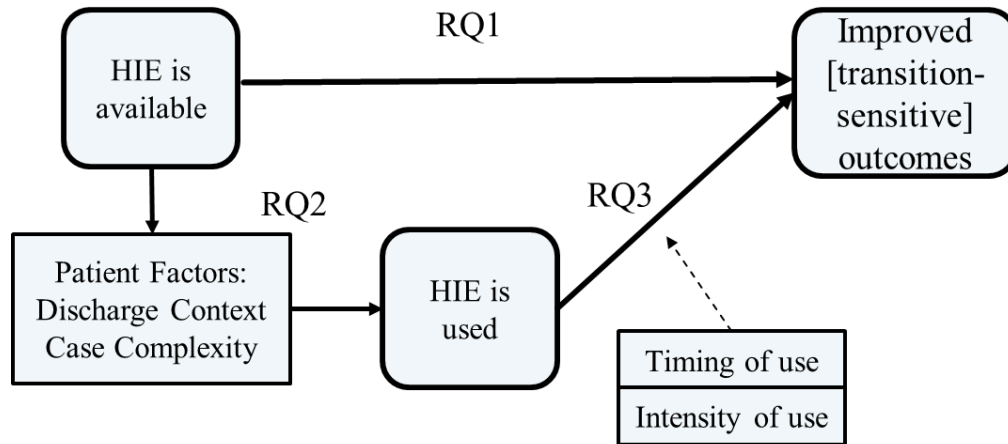 RQ1
HIE is
available
Improved
[transition-
sensitive]
outcomes
RQ2
RQ3
Patient Factors:
Discharge Context
Case Complexity
HIE is
used
Timing of use
Intensity of use